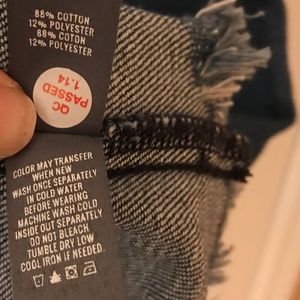 88% COTTON
12% POLYESTER
88% COTON
12% POLYESTER
QC
PASSED
1.14
COLOR MAY TRANSFER
WHEN NEW
WASH ONCE SEPARATELY
IN COLD WATER
BEFORE WEARING
MACHINE WASH COLD
INSIDE OUT SEPARATELY
DO NOT BLEACH
TUMBLE DRY LOW
COOL IRON IF NEEDED.